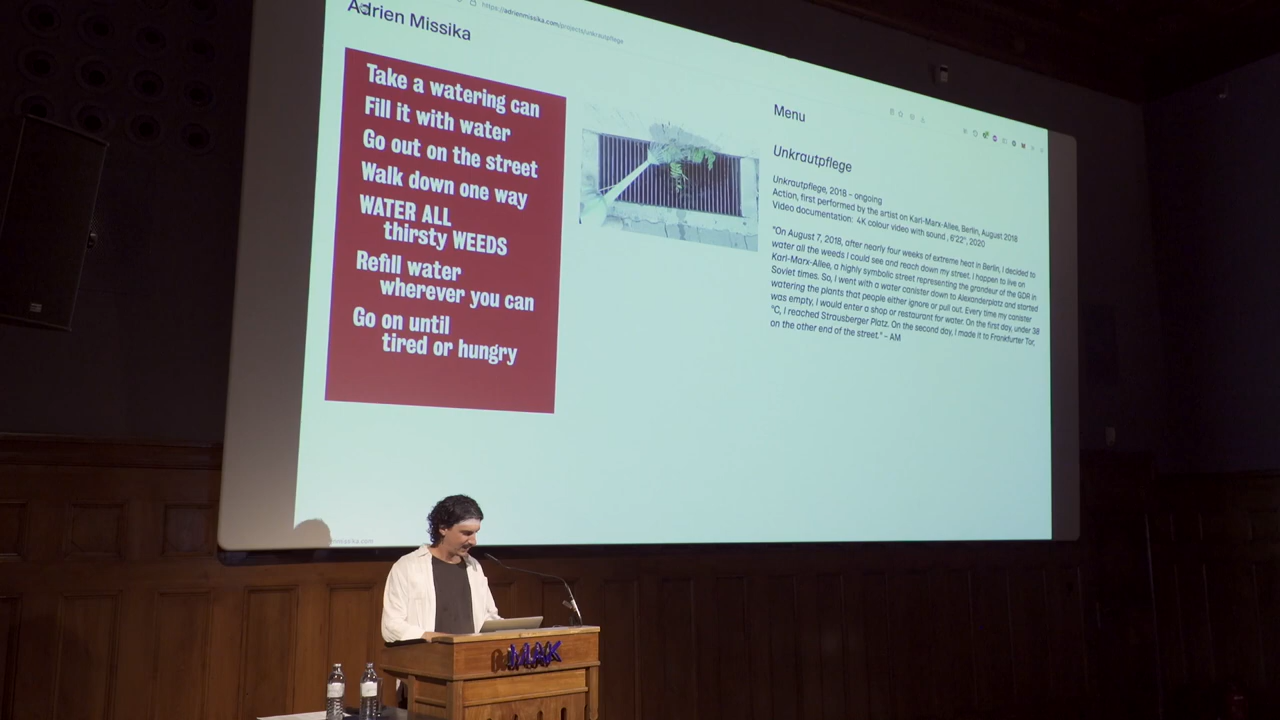 https://adrienmissika.com/projects/unkrautpflege
Adrien Missika
Take a watering can
Fill it with water
Go out on the street
Walk down one way
WATER ALL
thirsty WEEDS
Refill water
wherever you can
Go on until
tired or hungry
Menu
Unkrautpflege
Unkrautpflege, 2018 – ongoing
Action, first performed by the artist on Karl-Marx-Allee, Berlin, August 2018
Video documentation: 4K colour video with sound , 6'22", 2020
"On August 7, 2018, after nearly four weeks of extreme heat in Berlin, I decided to
water all the weeds I could see and reach down my street. I happen to live on
Karl-Marx-Allee, a highly symbolic street representing the grandeur of the GDR in
Soviet times. So, I went with a water canister down to Alexanderplatz and started
watering the plants that people either ignore or pull out. Every time my canister
was empty, I would enter a shop or restaurant for water. On the first day, under 38
°C, I reached Strausberger Platz. On the second day, I made it to Frankfurter Tor,
on the other end of the street." – AM